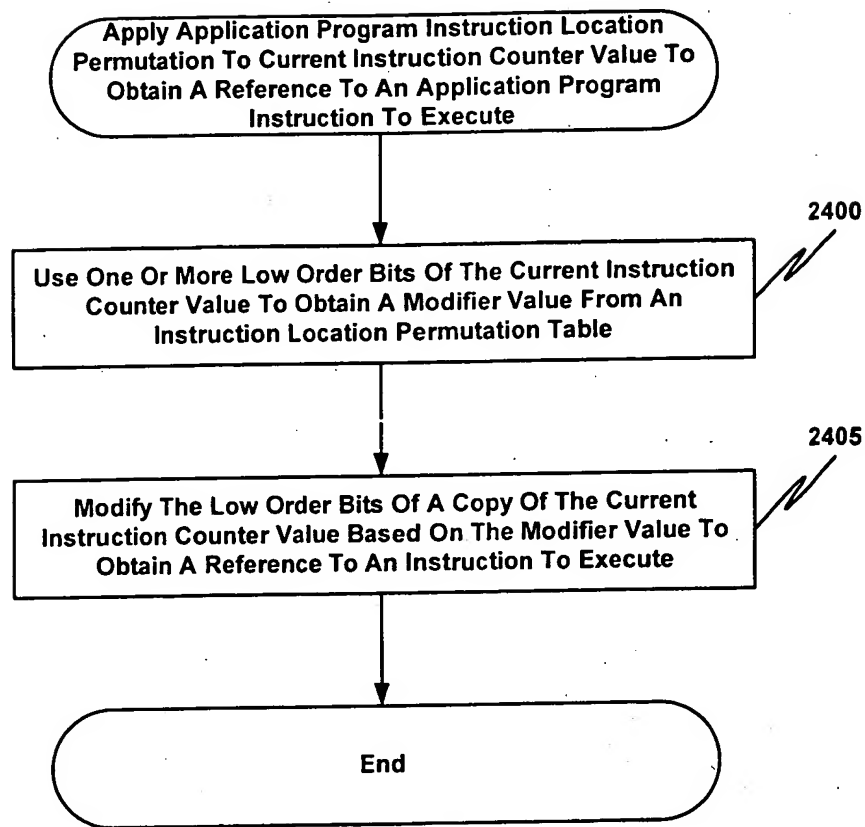 Apply Application Program Instruction Location
Permutation To Current Instruction Counter Value To
Obtain A Reference To An Application Program
Instruction To Execute
2400
Use One Or More Low Order Bits Of The Current Instruction
Counter Value To Obtain A Modifier Value From An
Instruction Location Permutation Table
2405
Modify The Low Order Bits Of A Copy Of The Current
Instruction Counter Value Based On The Modifier Value To
Obtain A Reference To An Instruction To Execute
End